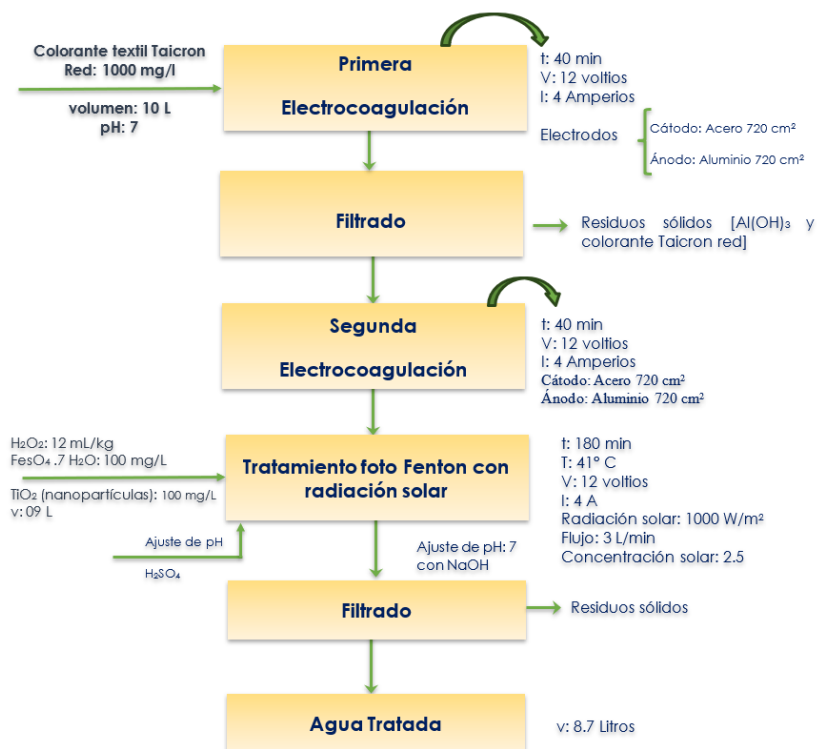 Colorante textil Taicron
Red: 1000 mg/l
volumen: 10 L
pH: 7
Primera
Electrocoagulación
t: 40 min
V: 12 voltios
I: 4 Amperios
Electrodos
Cátodo: Acero 720 cm²
Ánodo: Aluminio 720 cm²
Filtrado
Residuos sólidos [Al(OH)₃ y
colorante Taicron red]
Segunda
Electrocoagulación
t: 40 min
V: 12 voltios
I: 4 Amperios
Cátodo: Acero 720 cm²
Ánodo: Aluminio 720 cm²
H₂O₂: 12 mL/kg
FesO₄ .7 H₂O: 100 mg/L
TiO₂ (nanopartículas): 100 mg/L
v: 09 L
Ajuste de pH
H₂SO₄
Tratamiento foto Fenton con
radiación solar
t: 180 min
T: 41° C
V: 12 voltios
I: 4 A
Radiación solar: 1000 W/m²
Flujo: 3 L/min
Concentración solar: 2.5
Ajuste de pH: 7
con NaOH
Filtrado
Residuos sólidos
Agua Tratada
v: 8.7 Litros